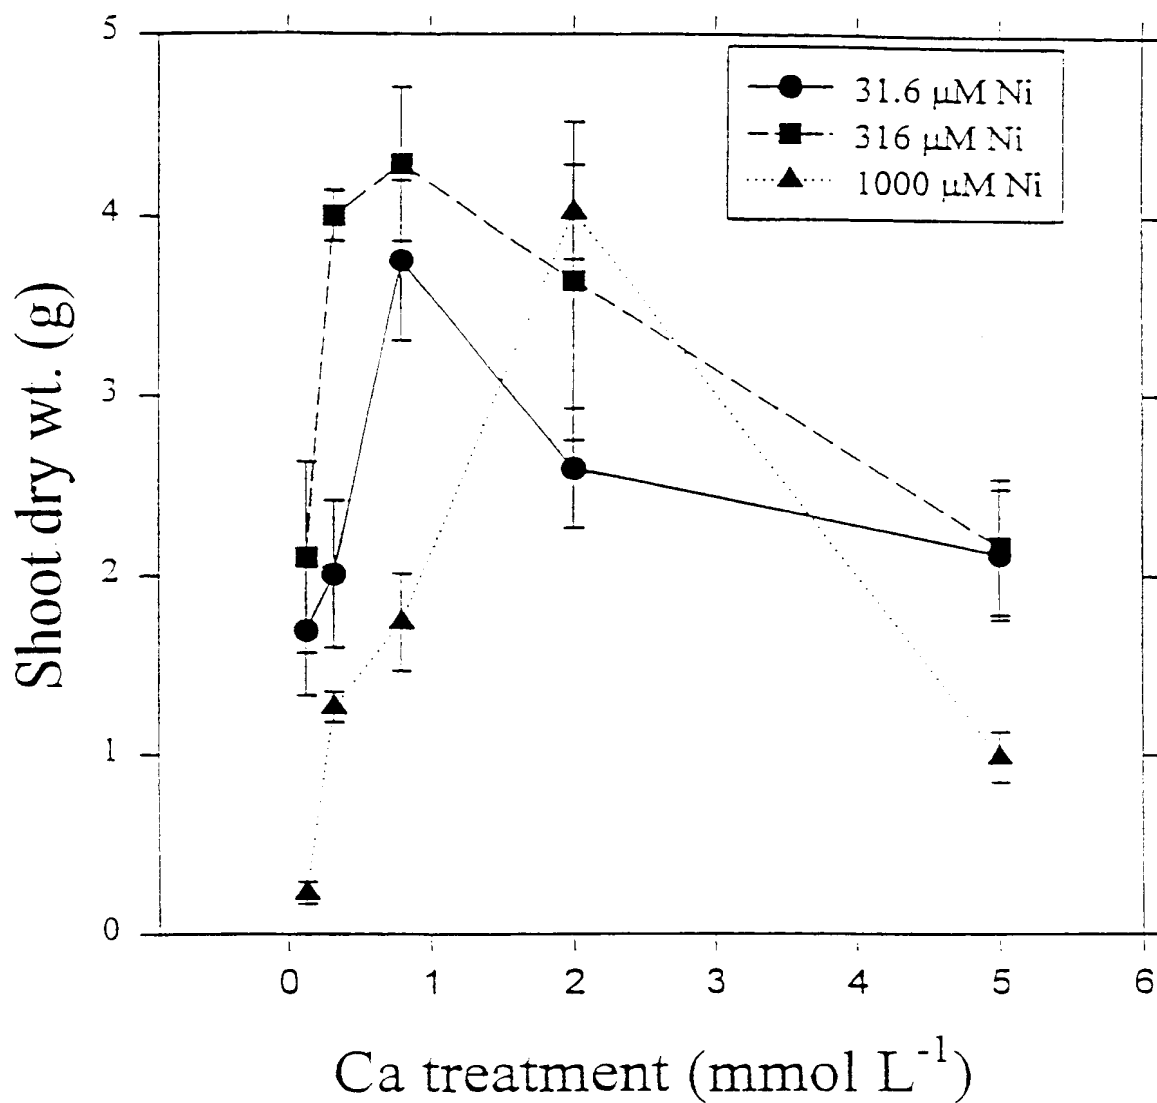 5
4
3
2
1
0
Shoot dry wt. (g)
31.6 µM Ni
316 µM Ni
1000 µM Ni
0 1 2 3 4 5 6
Ca treatment (mmol L⁻¹)